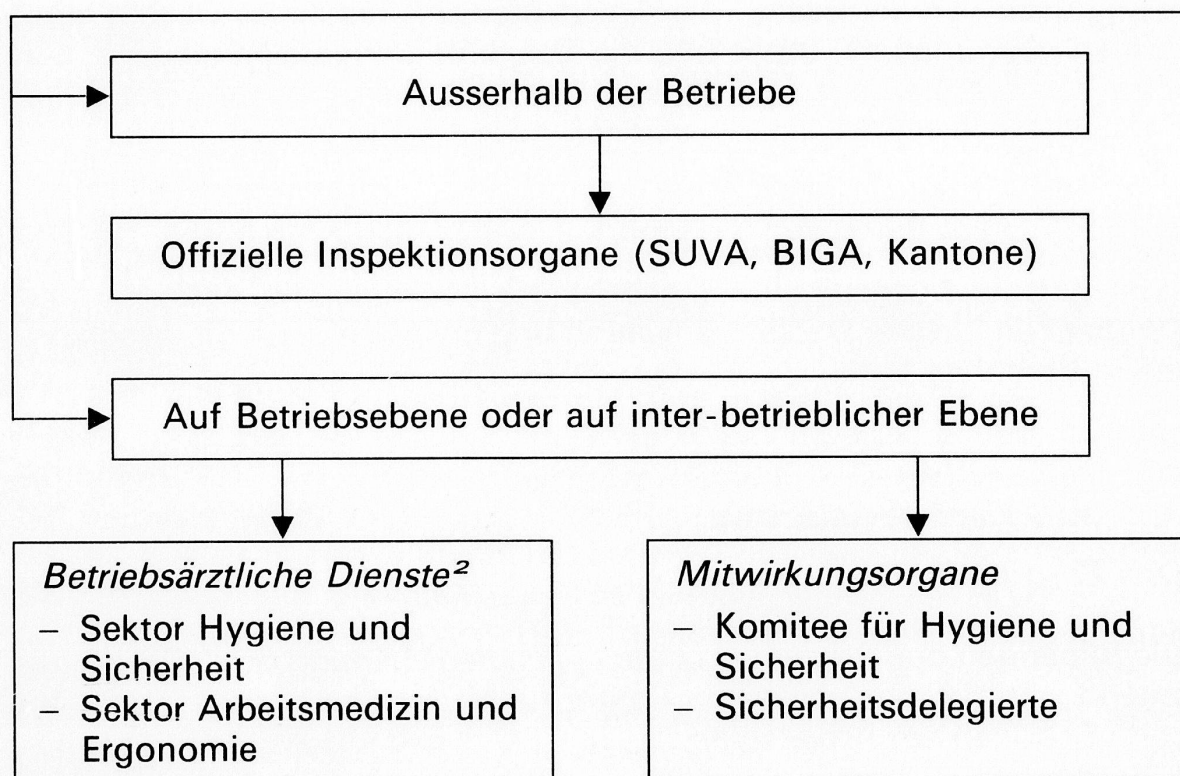 Ausserhalb der Betriebe
Offizielle Inspektionsorgane (SUVA, BIGA, Kantone)
Auf Betriebsebene oder auf inter-betrieblicher Ebene
Betriebsärztliche Dienste²
– Sektor Hygiene und
Sicherheit
– Sektor Arbeitsmedizin und
Ergonomie
Mitwirkungsorgane
– Komitee für Hygiene und
Sicherheit
– Sicherheitsdelegierte